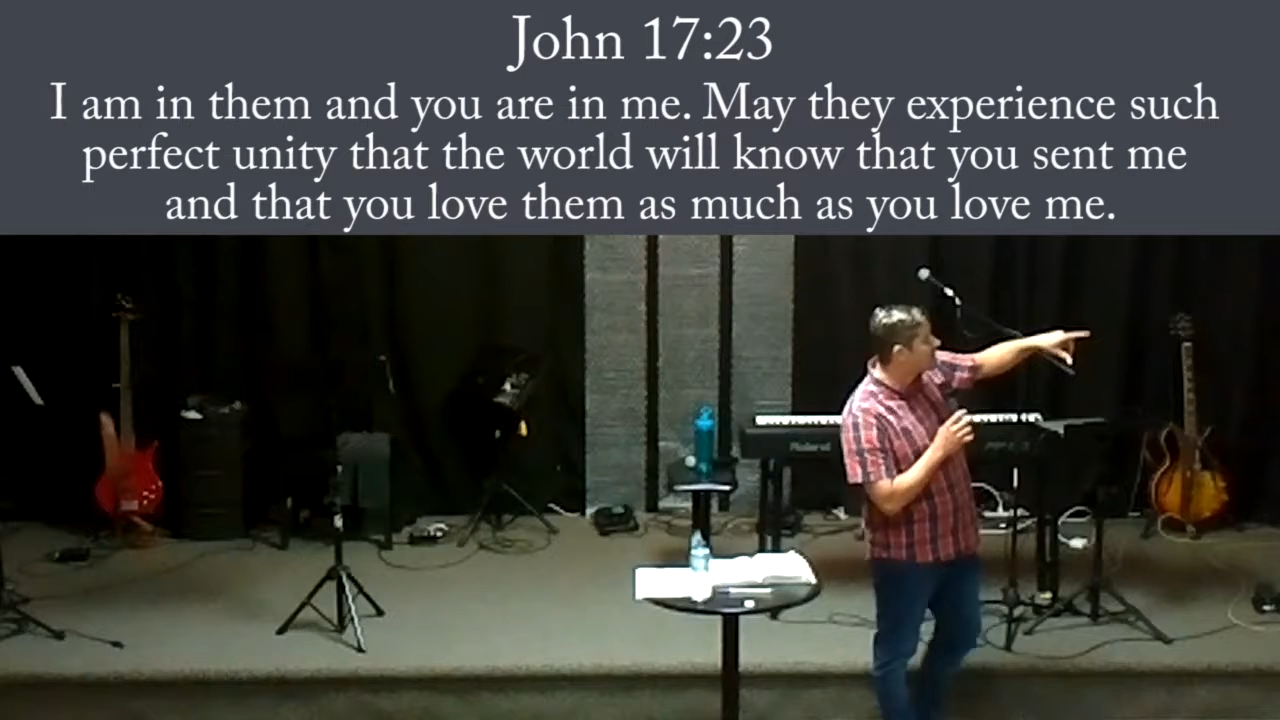 John 17:23
I am in them and you are in me. May they experience such
perfect unity that the world will know that you sent me
and that you love them as much as you love me.
Roland